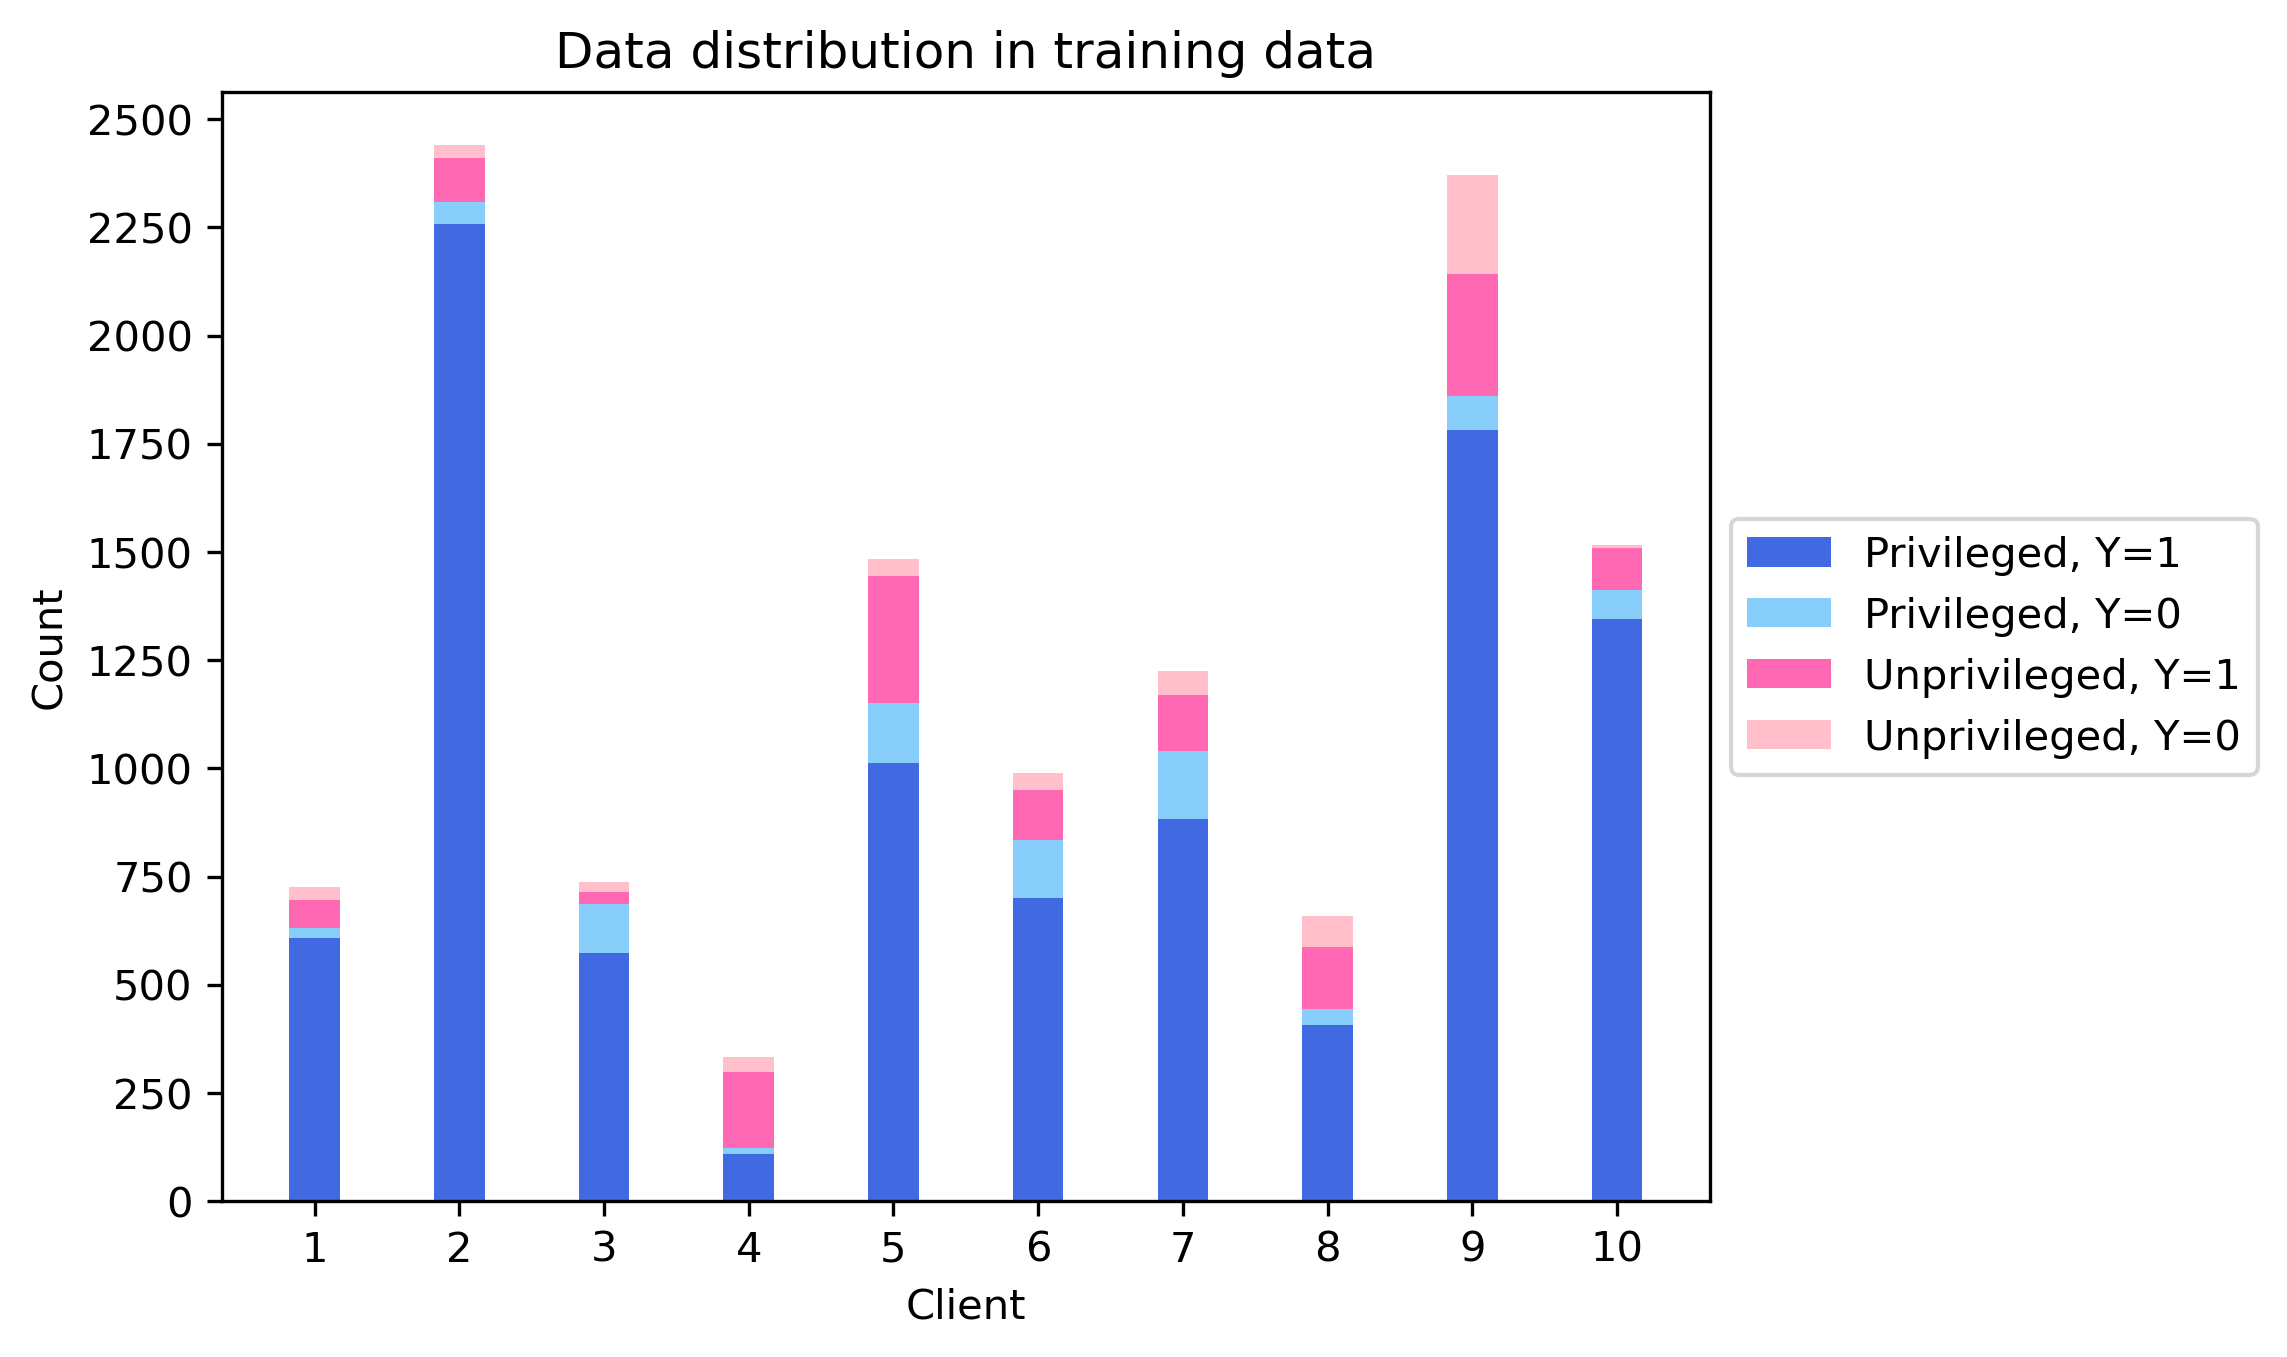 Data distribution in training data
2500
2250
2000
1750
1500
1250
1000
750
500
250
0
Count
1 2 3 4 5 6 7 8 9 10
Client
Privileged, Y=1
Privileged, Y=0
Unprivileged, Y=1
Unprivileged, Y=0